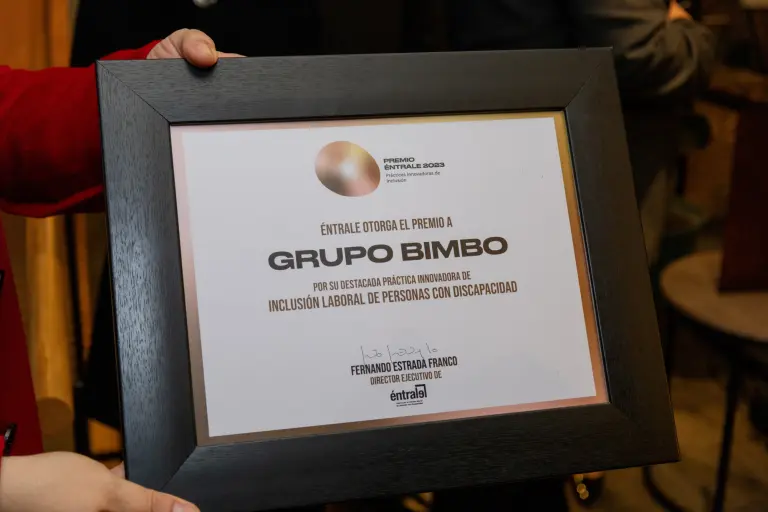 PREMIO
ÉNTRALE 2023
Prácticas innovadoras de
inclusión
ÉNTRALE OTORGA EL PREMIO A
GRUPO BIMBO
POR SU DESTACADA PRÁCTICA INNOVADORA DE
INCLUSIÓN LABORAL DE PERSONAS CON DISCAPACIDAD
FERNANDO ESTRADA FRANCO
DIRECTOR EJECUTIVO DE
éntrale